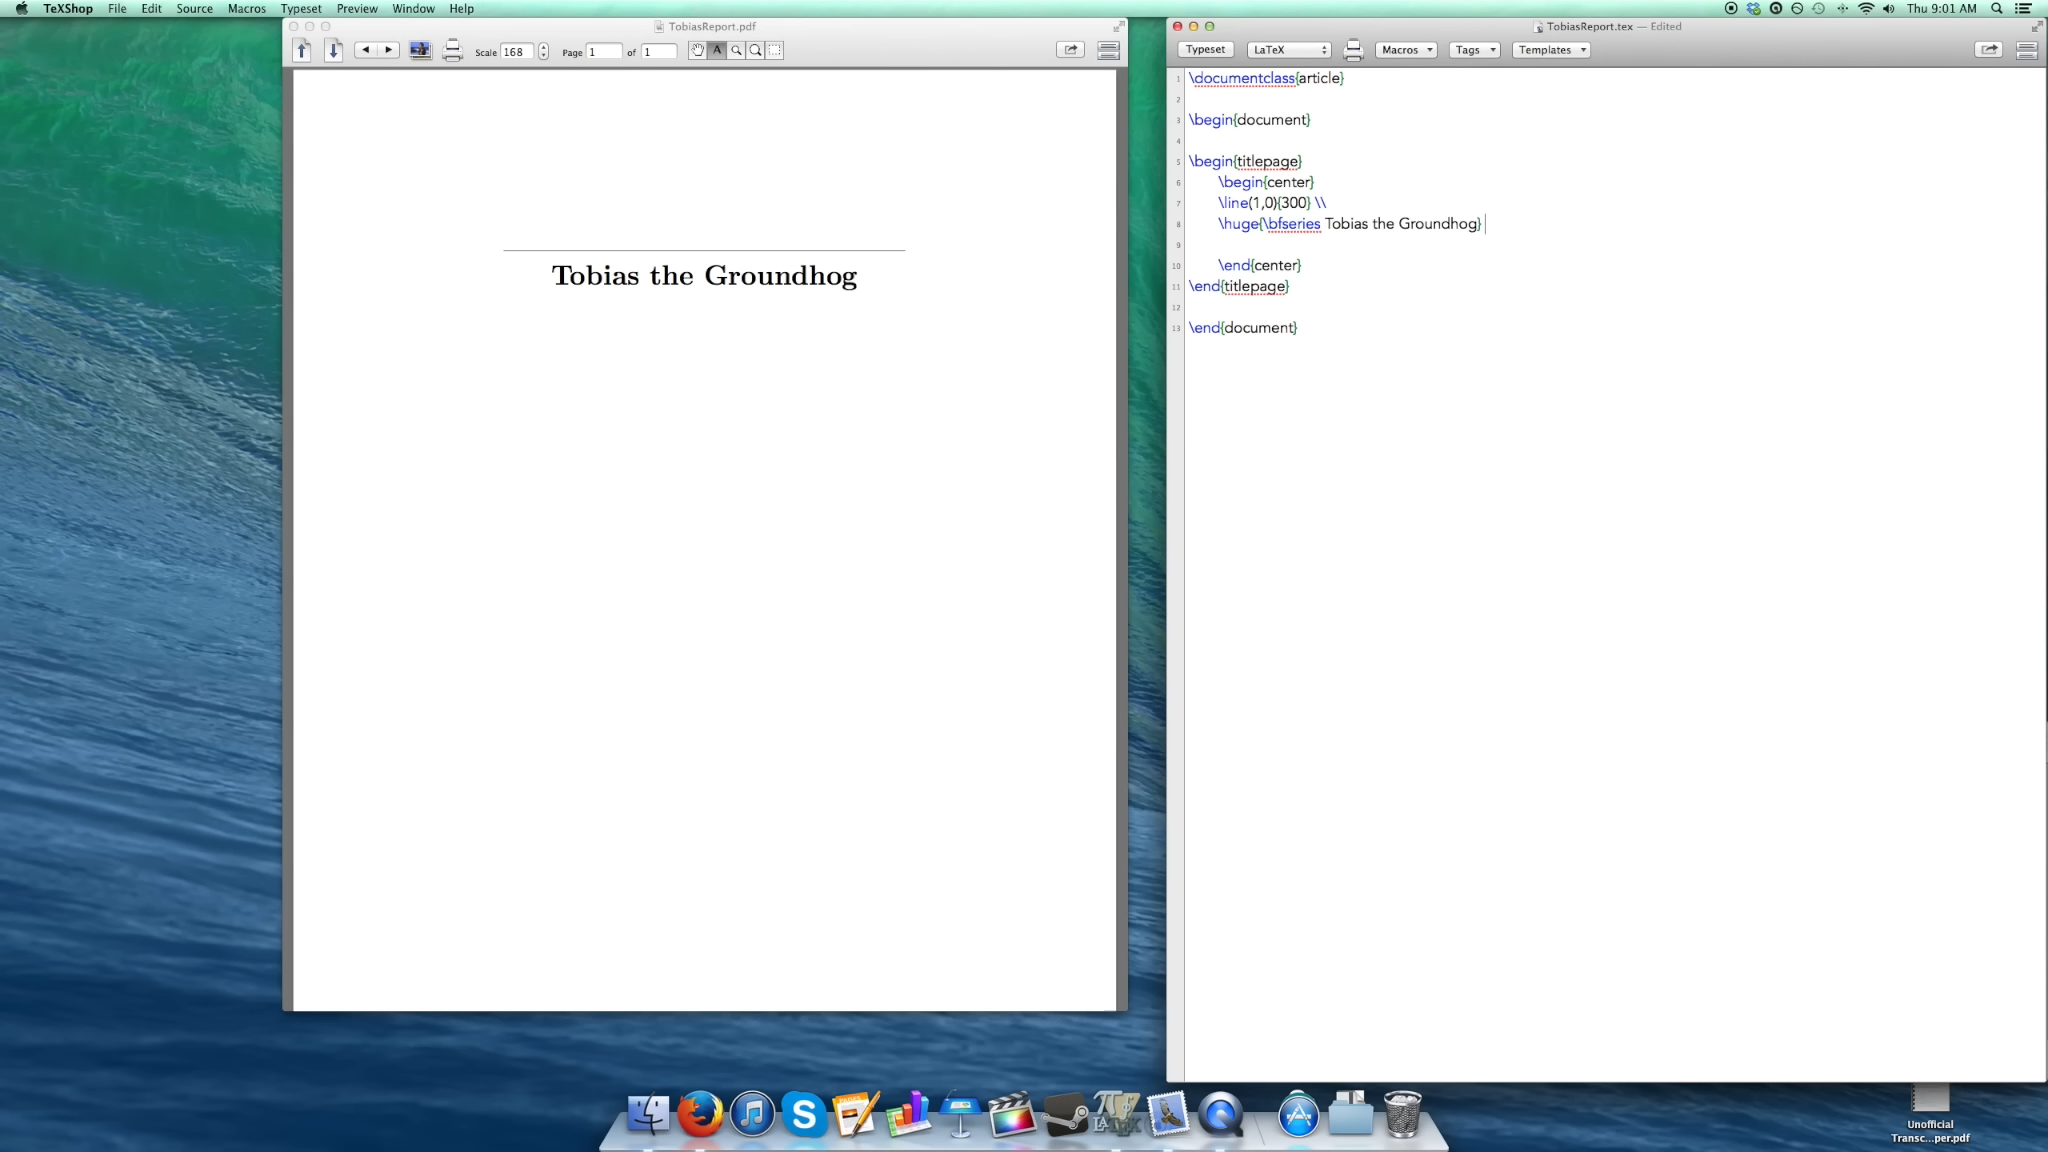 TeXShop File Edit Source Macros Typeset Preview Window Help Thu 9:01 AM
TobiasReport.pdf
Scale 168 Page 1 of 1 A
Tobias the Groundhog
TobiasReport.tex — Edited
Typeset LaTeX Macros Tags Templates
1 \documentclass{article}
2
3 \begin{document}
4
5 \begin{titlepage}
6 \begin{center}
7 \line(1,0){300} \\
8 \huge{\bfseries Tobias the Groundhog}
9
10 \end{center}
11 \end{titlepage}
12
13 \end{document}
PAGES
Unofficial
Transc...per.pdf